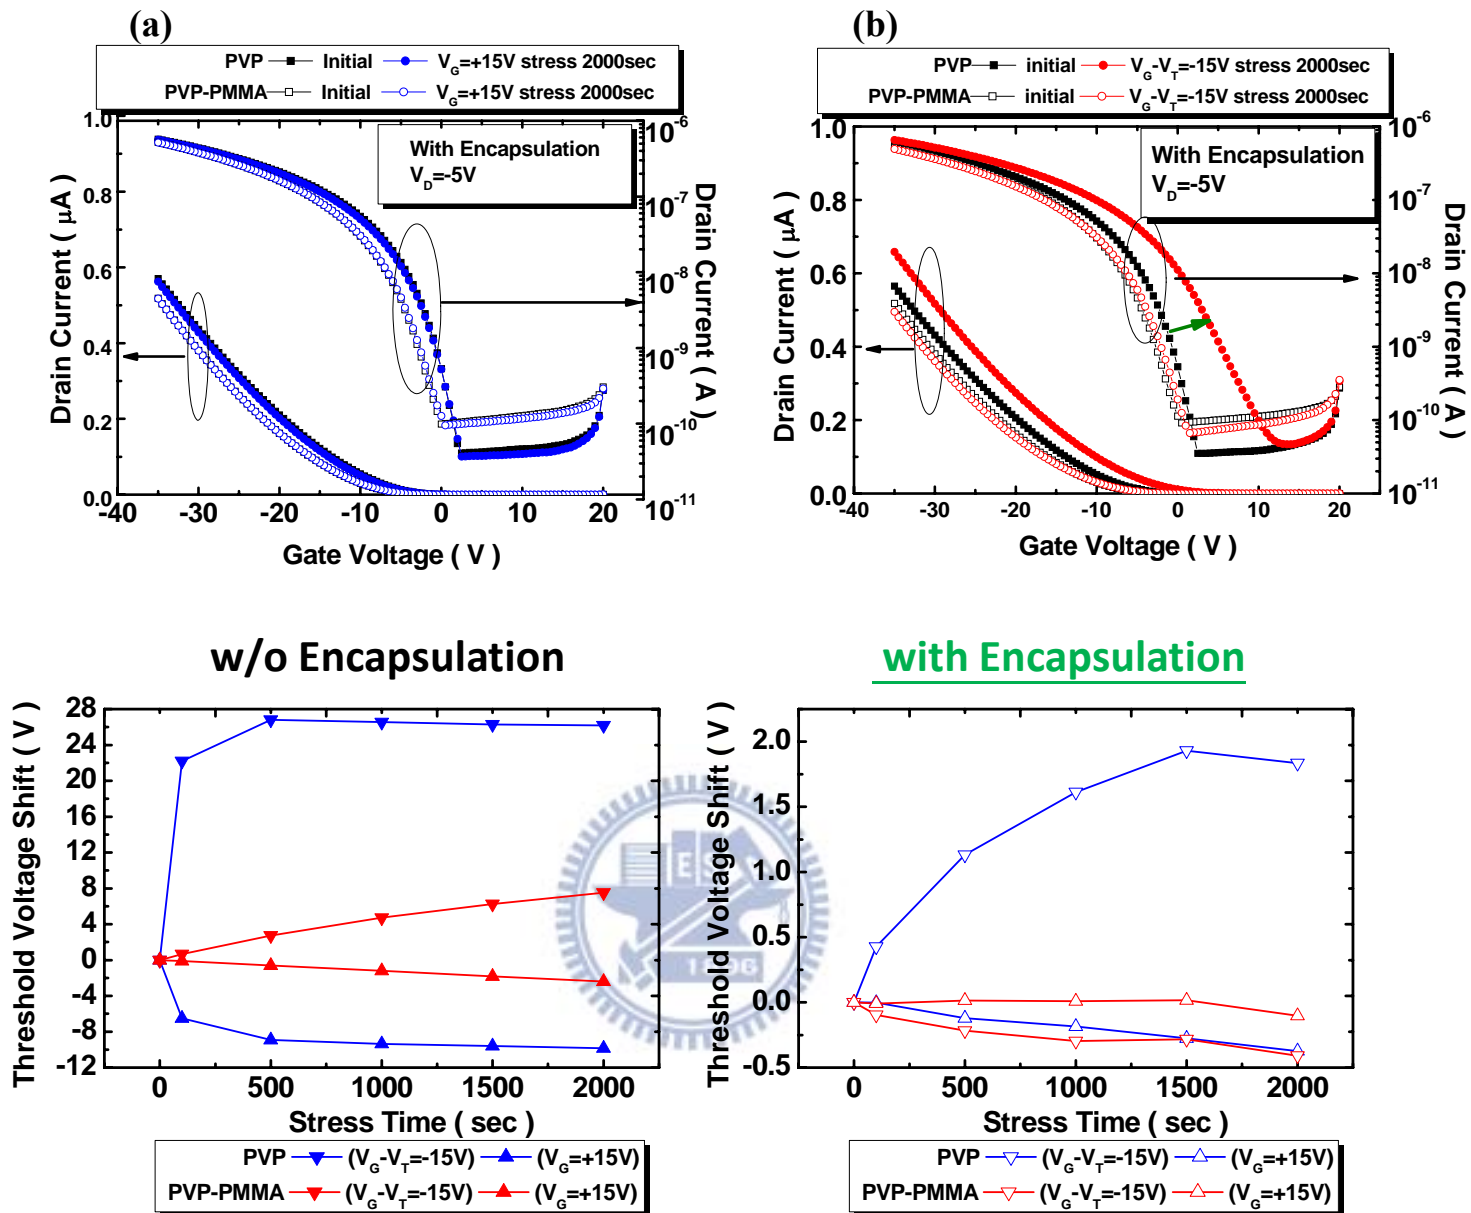 (a)
PVP Initial V_G=+15V stress 2000sec
PVP-PMMA Initial V_G=+15V stress 2000sec
With Encapsulation
V_D=-5V
1.0
0.8
0.6
0.4
0.2
0.0
Drain Current ( μA )
10^-6
10^-7
10^-8
10^-9
10^-10
10^-11
Drain Current ( A )
-40 -30 -20 -10 0 10 20
Gate Voltage ( V )
(b)
PVP initial V_G-V_T=-15V stress 2000sec
PVP-PMMA initial V_G-V_T=-15V stress 2000sec
With Encapsulation
V_D=-5V
1.0
0.8
0.6
0.4
0.2
0.0
Drain Current ( μA )
10^-6
10^-7
10^-8
10^-9
10^-10
10^-11
Drain Current ( A )
-40 -30 -20 -10 0 10 20
Gate Voltage ( V )
w/o Encapsulation
28
24
20
16
12
8
4
0
-4
-8
-12
Threshold Voltage Shift ( V )
0 500 1000 1500 2000
Stress Time ( sec )
PVP (V_G-V_T=-15V) (V_G=+15V)
PVP-PMMA (V_G-V_T=-15V) (V_G=+15V)
with Encapsulation
2.0
1.5
1.0
0.5
0.0
-0.5
Threshold Voltage Shift ( V )
0 500 1000 1500 2000
Stress Time ( sec )
PVP (V_G-V_T=-15V) (V_G=+15V)
PVP-PMMA (V_G-V_T=-15V) (V_G=+15V)